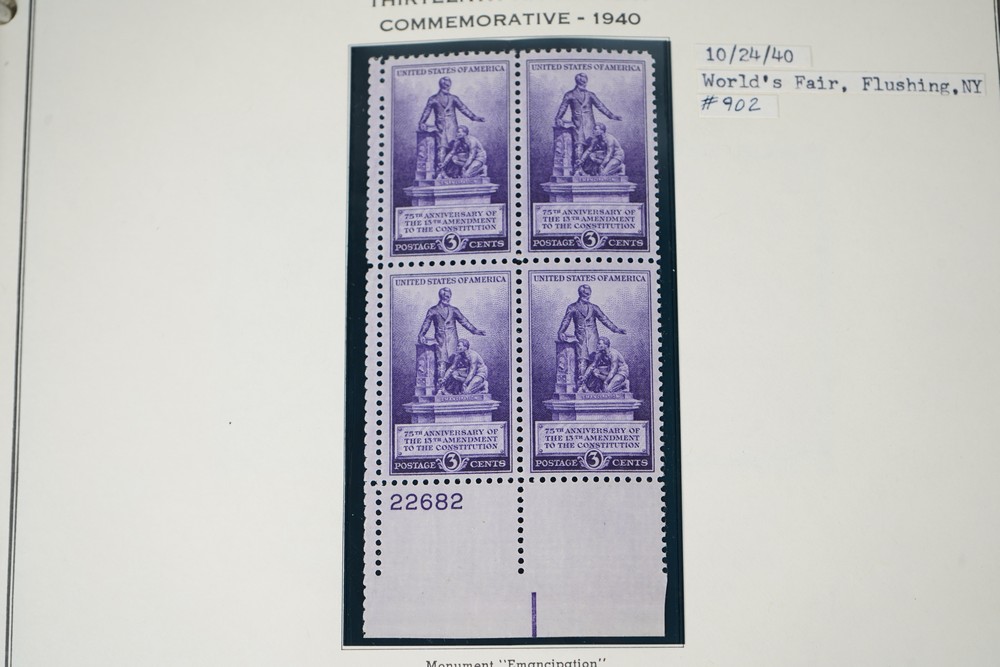 COMMEMORATIVE - 1940
10/24/40
World's Fair, Flushing, NY
#902
UNITED STATES OF AMERICA
75TH ANNIVERSARY OF
THE 13TH AMENDMENT
TO THE CONSTITUTION
POSTAGE 3 CENTS
UNITED STATES OF AMERICA
75TH ANNIVERSARY OF
THE 13TH AMENDMENT
TO THE CONSTITUTION
POSTAGE 3 CENTS
UNITED STATES OF AMERICA
75TH ANNIVERSARY OF
THE 13TH AMENDMENT
TO THE CONSTITUTION
POSTAGE 3 CENTS
UNITED STATES OF AMERICA
75TH ANNIVERSARY OF
THE 13TH AMENDMENT
TO THE CONSTITUTION
POSTAGE 3 CENTS
22682
Monument "Emancipation"